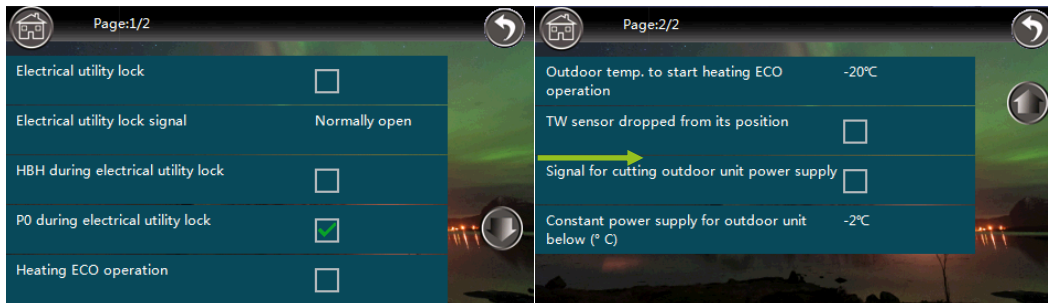 Page:1/2
Electrical utility lock
Electrical utility lock signal Normally open
HBH during electrical utility lock
P0 during electrical utility lock
Heating ECO operation
Page:2/2
Outdoor temp. to start heating ECO -20℃
operation
TW sensor dropped from its position
Signal for cutting outdoor unit power supply
Constant power supply for outdoor unit -2℃
below (° C)